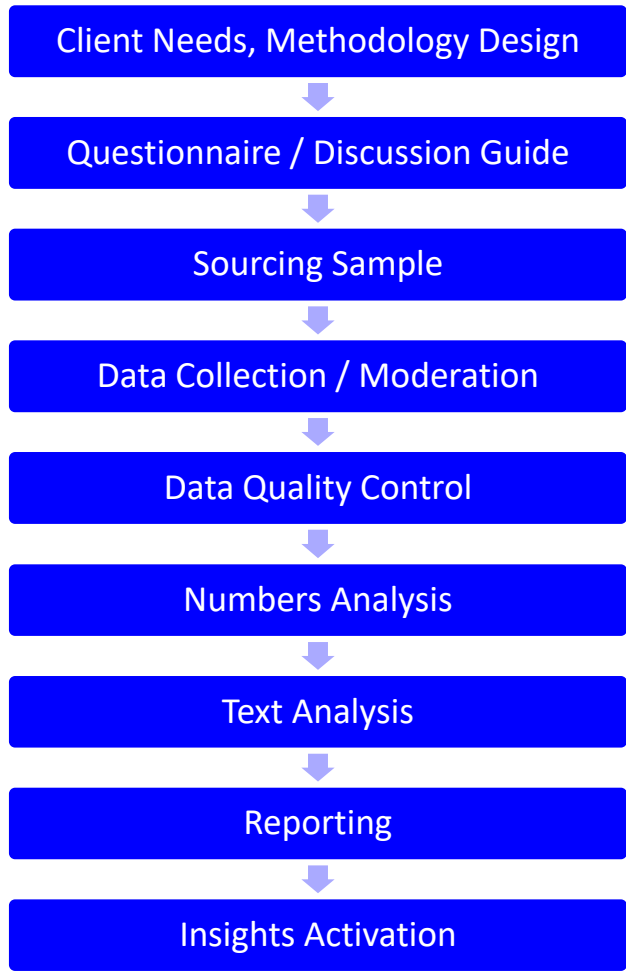 Client Needs, Methodology Design
Questionnaire / Discussion Guide
Sourcing Sample
Data Collection / Moderation
Data Quality Control
Numbers Analysis
Text Analysis
Reporting
Insights Activation